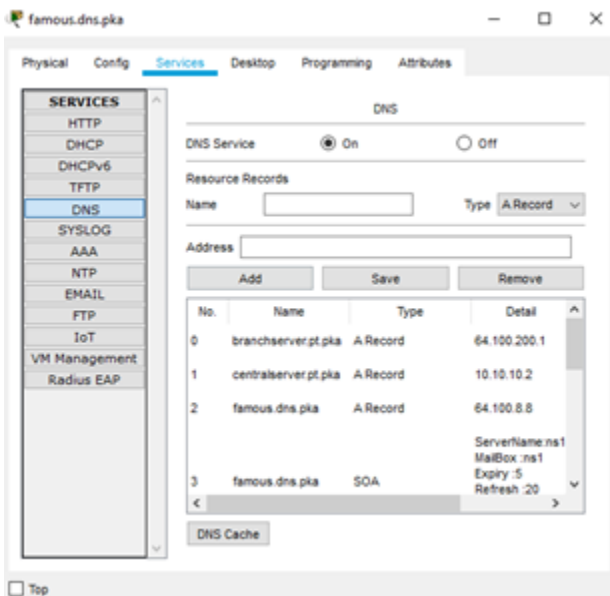 famous.dns.pka
Physical Config Services Desktop Programming Attributes
SERVICES
HTTP
DHCP
DHCPv6
TFTP
DNS
SYSLOG
AAA
NTP
EMAIL
FTP
IoT
VM Management
Radius EAP
DNS
DNS Service On Off
Resource Records
Name Type A Record
Address
Add Save Remove
No. Name Type Detail
0 branchserver.pt.pka A Record 64.100.200.1
1 centralserver.pt.pka A Record 10.10.10.2
2 famous.dns.pka A Record 64.100.8.8
ServerName:ns1
MailBox :ns1
Expiry :5
3 famous.dns.pka SOA Refresh :20
DNS Cache
Top